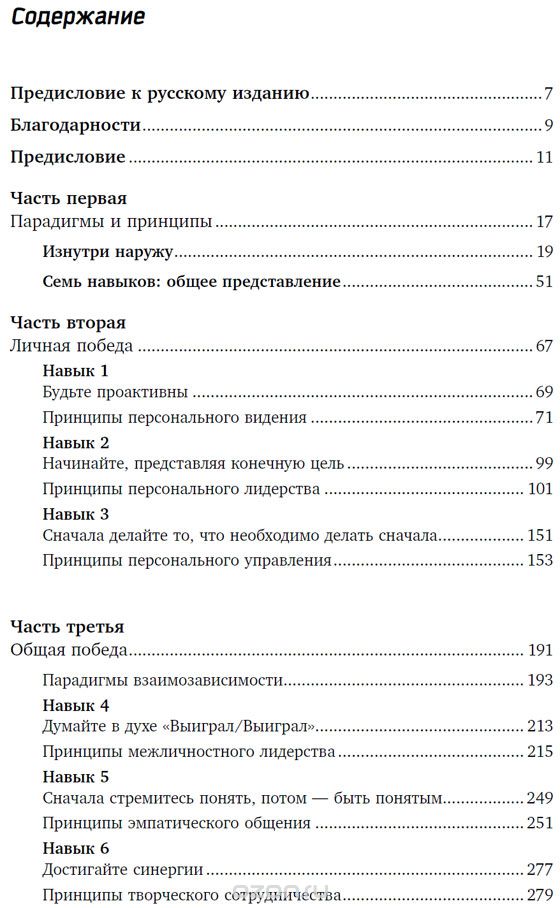 Содержание
Предисловие к русскому изданию 7
Благодарности 9
Предисловие 11
Часть первая
Парадигмы и принципы 17
Изнутри наружу 19
Семь навыков: общее представление 51
Часть вторая
Личная победа 67
Навык 1
Будьте проактивны 69
Принципы персонального видения 71
Навык 2
Начинайте, представляя конечную цель 99
Принципы персонального лидерства 101
Навык 3
Сначала делайте то, что необходимо делать сначала 151
Принципы персонального управления 153
Часть третья
Общая победа 191
Парадигмы взаимозависимости 193
Навык 4
Думайте в духе «Выиграл/Выиграл» 213
Принципы межличностного лидерства 215
Навык 5
Сначала стремитесь понять, потом — быть понятым 249
Принципы эмпатического общения 251
Навык 6
Достигайте синергии 277
Принципы творческого сотрудничества 279
ozon.ru